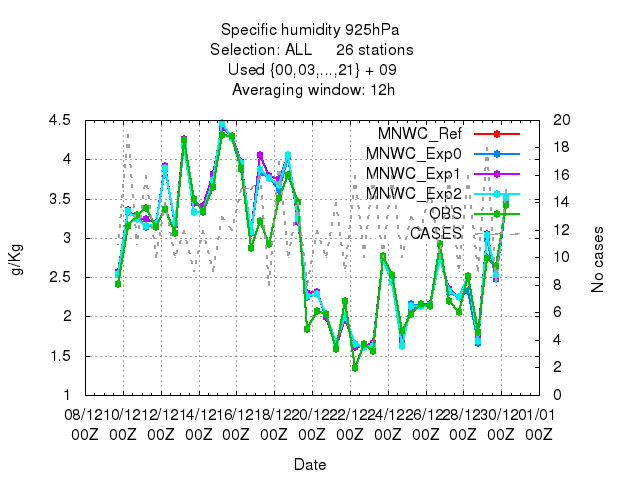 Specific humidity 925hPa
Selection: ALL 26 stations
Used {00,03,...,21} + 09
Averaging window: 12h
4.5 20
MNWC_Ref
18
4 MNWC_Exp0
16
MNWC_Exp1
3.5 MNWC_Exp2
14
OBS
12
3 CASES
10
g/Kg
No cases
2.5
8
2
6
4
1.5
2
1 0
08/12 10/12 12/12 14/12 16/12 18/12 20/12 22/12 24/12 26/12 28/12 30/12 01/01
00Z 00Z 00Z 00Z 00Z 00Z 00Z 00Z 00Z 00Z 00Z 00Z 00Z
Date